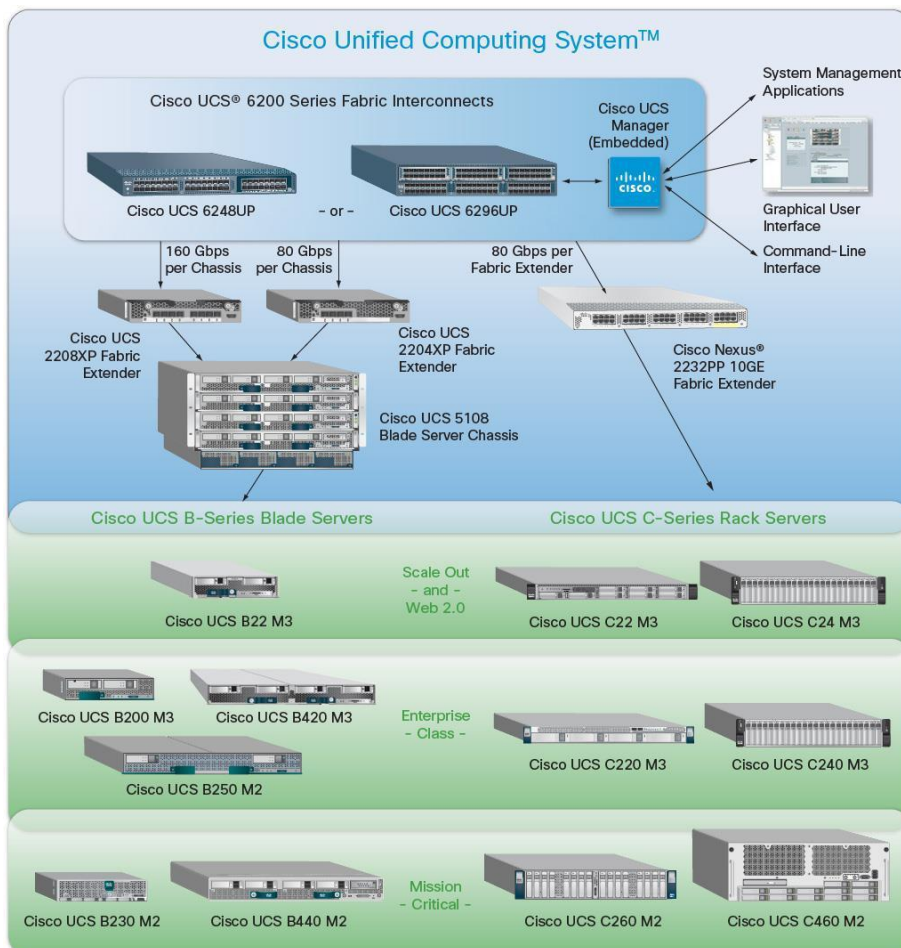 Cisco Unified Computing System™
Cisco UCS® 6200 Series Fabric Interconnects
Cisco UCS
Manager
(Embedded)
System Management
Applications
CISCO
Cisco UCS 6248UP
- or -
Cisco UCS 6296UP
Graphical User
Interface
Command-Line
Interface
160 Gbps
per Chassis
80 Gbps
per Chassis
80 Gbps per
Fabric Extender
Cisco UCS
2208XP Fabric
Extender
Cisco UCS
2204XP Fabric
Extender
Cisco Nexus®
2232PP 10GE
Fabric Extender
Cisco UCS 5108
Blade Server Chassis
Cisco UCS B-Series Blade Servers
Cisco UCS C-Series Rack Servers
Scale Out
- and -
Web 2.0
Cisco UCS B22 M3
Cisco UCS C22 M3
Cisco UCS C24 M3
Cisco UCS B200 M3
Cisco UCS B420 M3
Enterprise
- Class -
Cisco UCS B250 M2
Cisco UCS C220 M3
Cisco UCS C240 M3
Mission
- Critical -
Cisco UCS B230 M2
Cisco UCS B440 M2
Cisco UCS C260 M2
Cisco UCS C460 M2